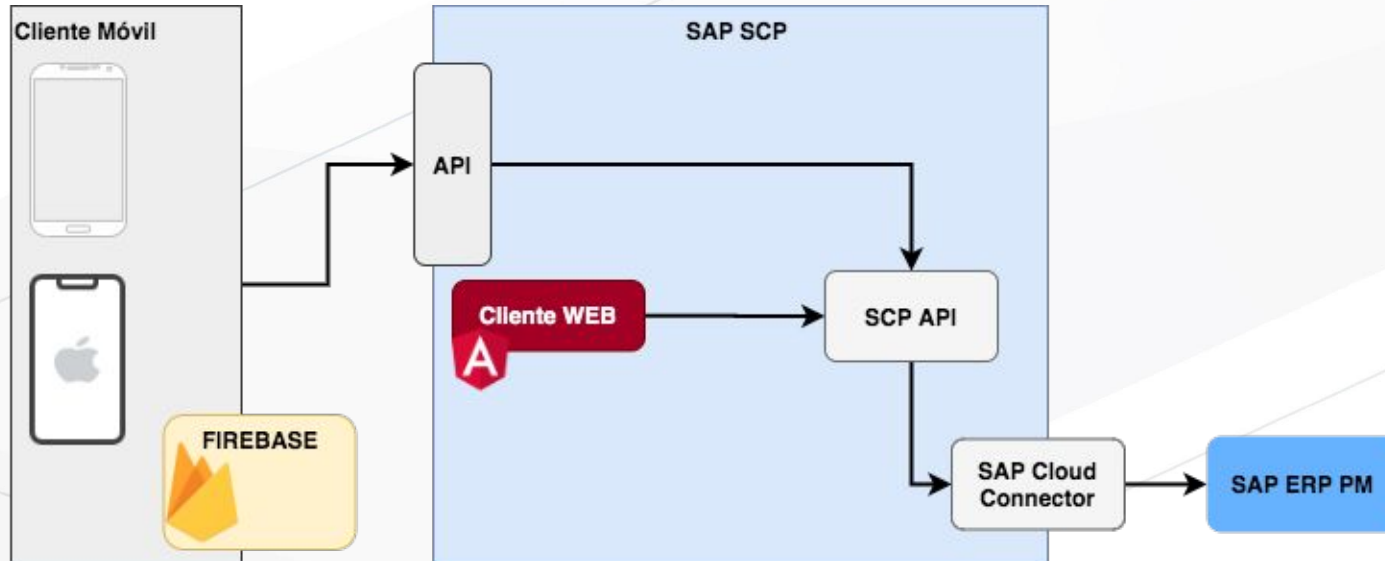 Cliente Móvil
SAP SCP
API
Cliente WEB
SCP API
FIREBASE
SAP Cloud
Connector
SAP ERP PM